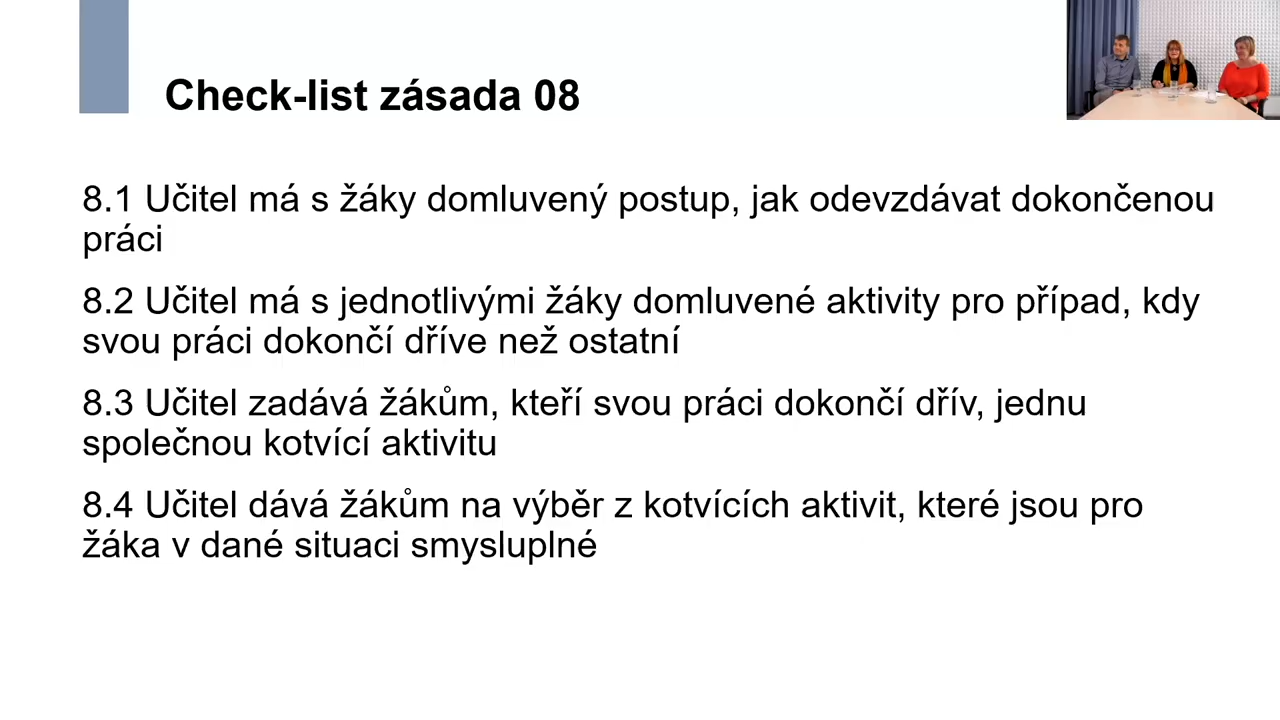 Check-list zásada 08
8.1 Učitel má s žáky domluvený postup, jak odevzdávat dokončenou
práci
8.2 Učitel má s jednotlivými žáky domluvené aktivity pro případ, kdy
svou práci dokončí dříve než ostatní
8.3 Učitel zadává žákům, kteří svou práci dokončí dřív, jednu
společnou kotvící aktivitu
8.4 Učitel dává žákům na výběr z kotvících aktivit, které jsou pro
žáka v dané situaci smysluplné